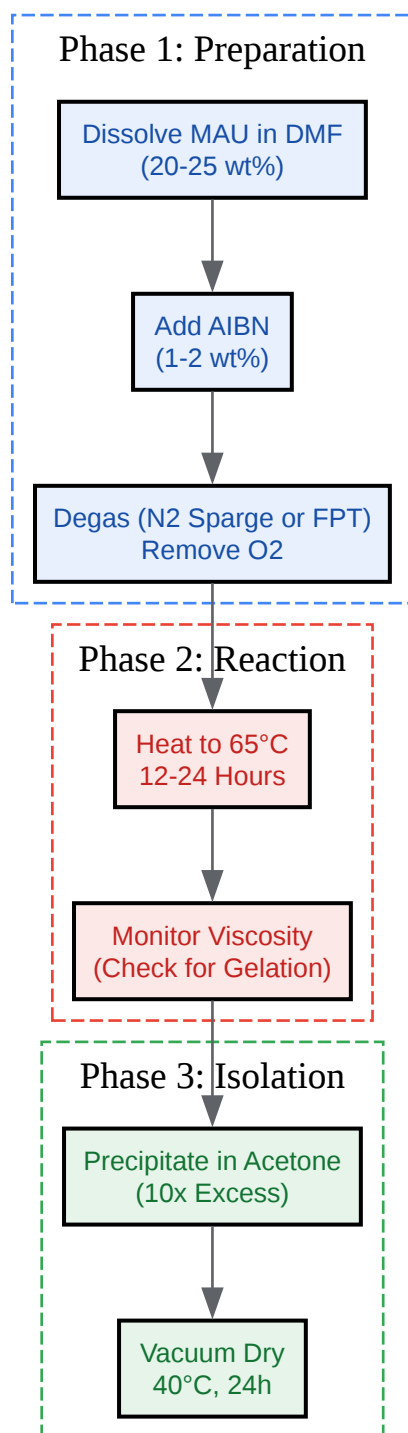 Phase 1: Preparation
Dissolve MAU in DMF
(20-25 wt%)
Add AIBN
(1-2 wt%)
Degas (N2 Sparge or FPT)
Remove O2
Phase 2: Reaction
Heat to 65°C
12-24 Hours
Monitor Viscosity
(Check for Gelation)
Phase 3: Isolation
Precipitate in Acetone
(10x Excess)
Vacuum Dry
40°C, 24h